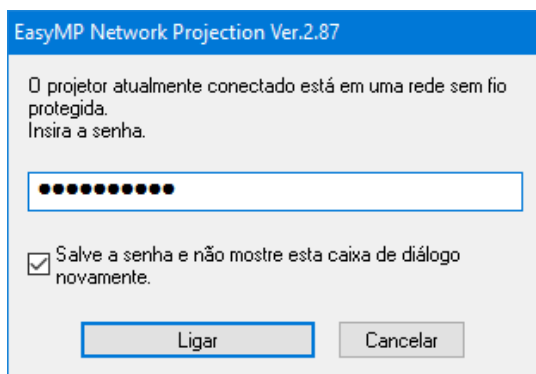 EasyMP Network Projection Ver.2.87
O projetor atualmente conectado está em uma rede sem fio
protegida.
Insira a senha.
●●●●●●●●●●
Salve a senha e não mostre esta caixa de diálogo
novamente.
Ligar
Cancelar